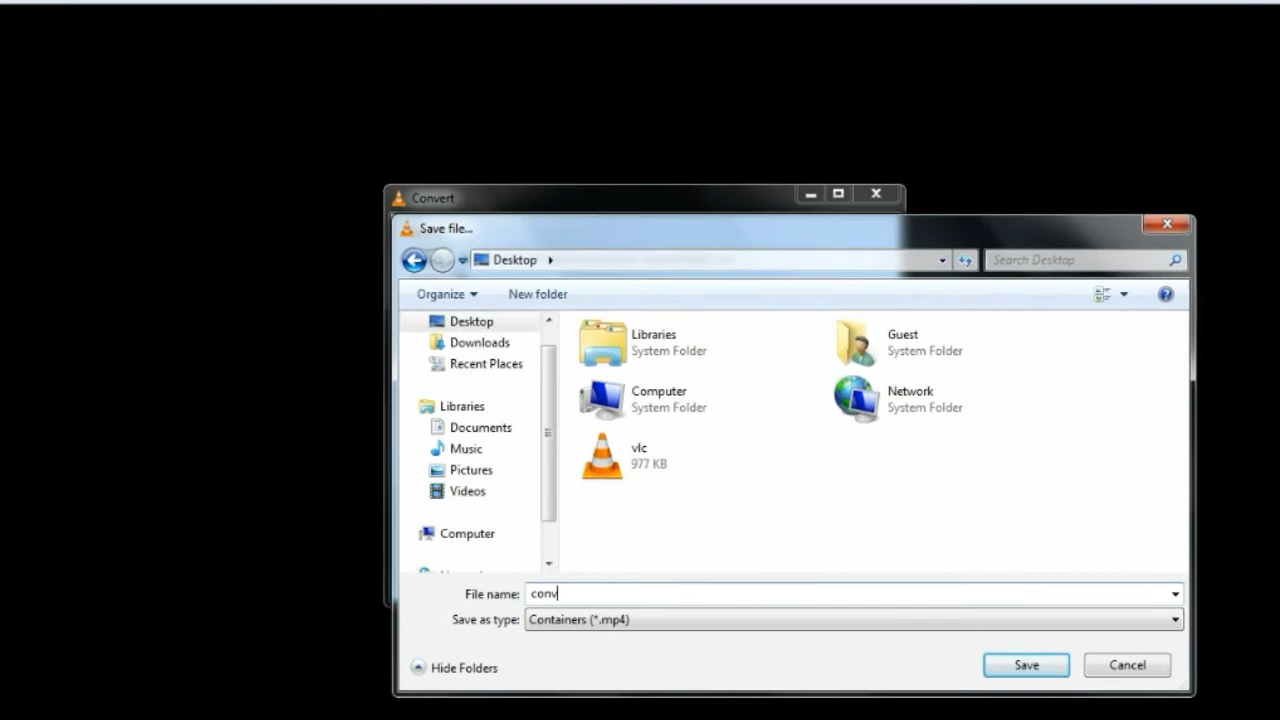 Convert
Save file...
Desktop
Search Desktop
Organize
New folder
Desktop
Downloads
Recent Places
Libraries
Documents
Music
Pictures
Videos
Computer
Libraries
System Folder
Guest
System Folder
Computer
System Folder
Network
System Folder
vlc
977 KB
File name: conv
Save as type: Containers (*.mp4)
Hide Folders
Save
Cancel